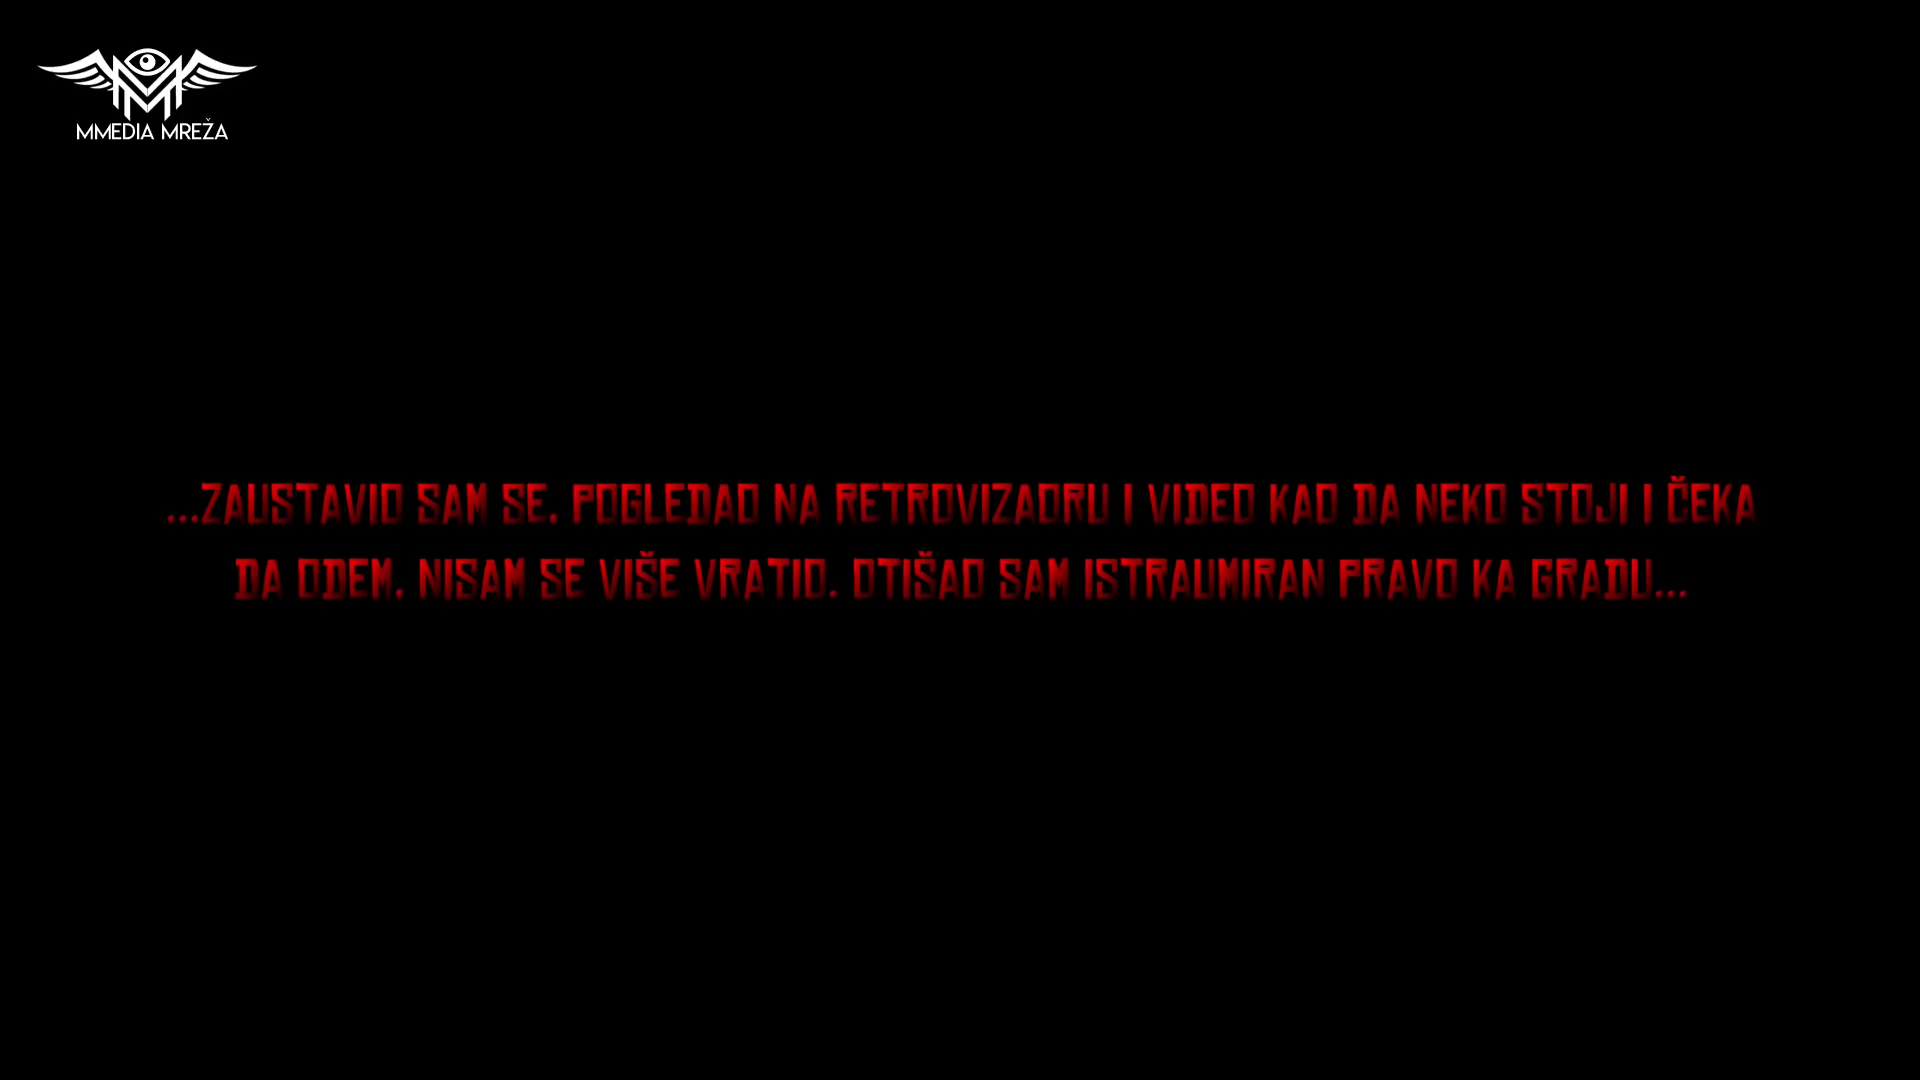 MMEDIA MREŽA
...ZAUSTAVIO SAM SE. POGLEDAO NA RETROVIZAORU I VIDEO KAO DA NEKO STOJI I ČEKA
DA ODEM. NISAM SE VIŠE VRATIO. OTIŠAO SAM ISTRAUMIRAN PRAVO KA GRADU...